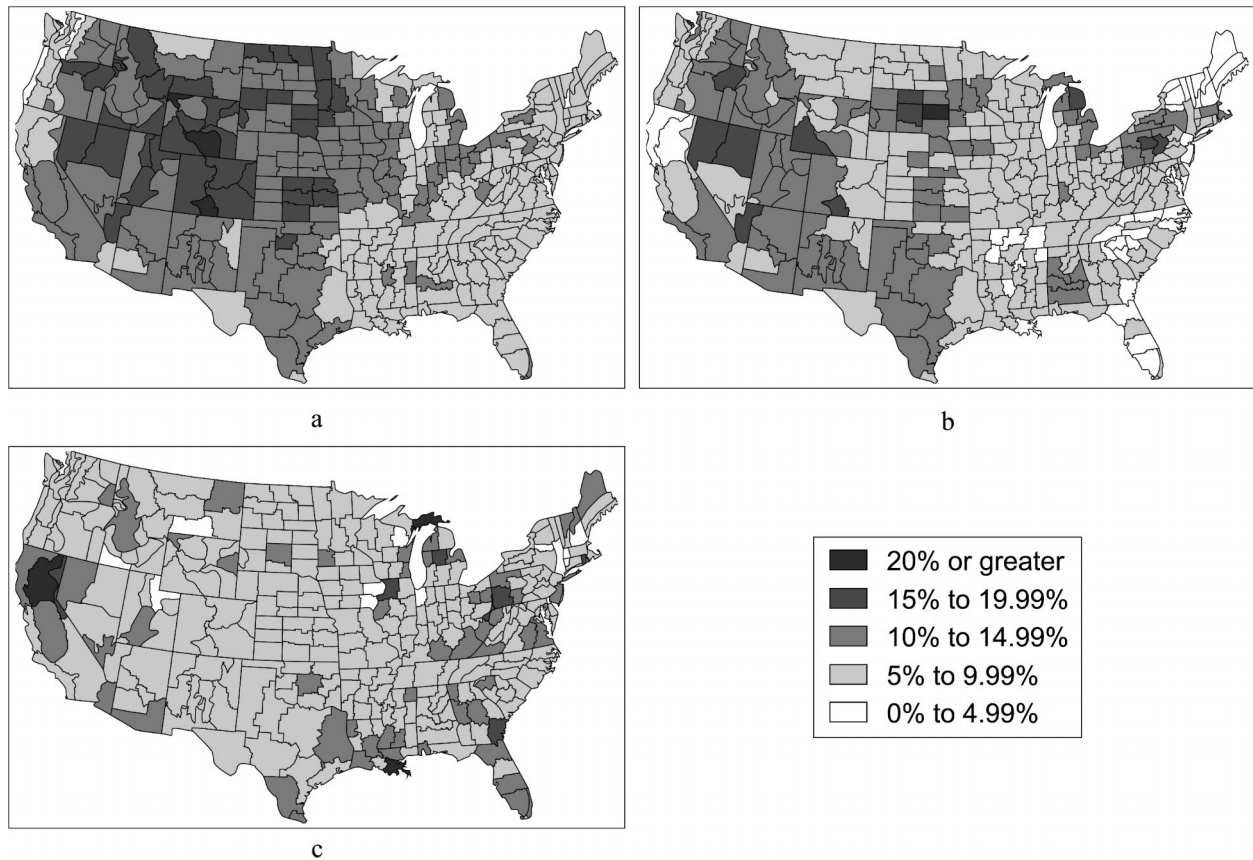 a
b
c
20% or greater
15% to 19.99%
10% to 14.99%
5% to 9.99%
0% to 4.99%